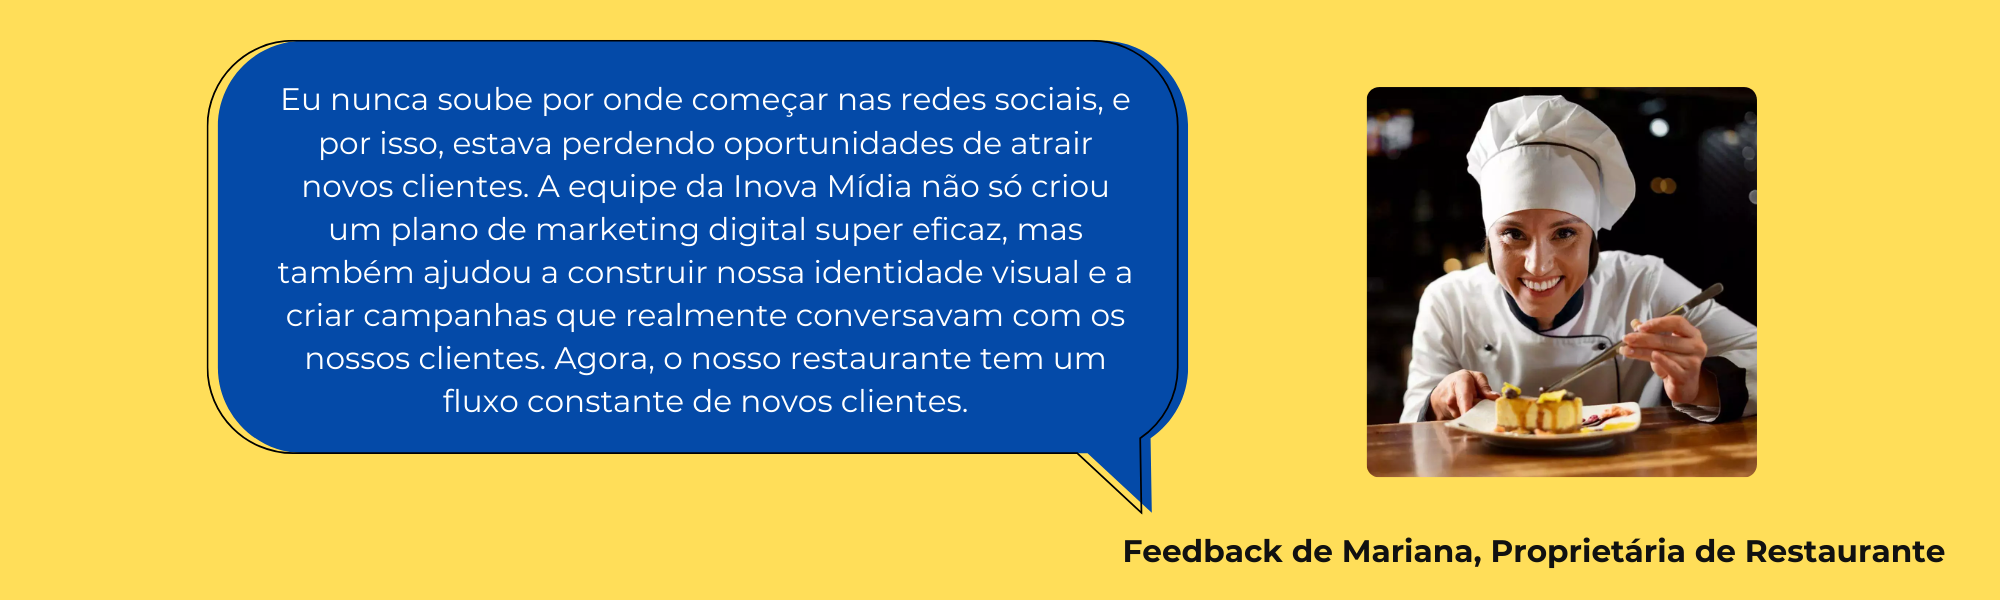 Eu nunca soube por onde começar nas redes sociais, e
por isso, estava perdendo oportunidades de atrair
novos clientes. A equipe da Inova Mídia não só criou
um plano de marketing digital super eficaz, mas
também ajudou a construir nossa identidade visual e a
criar campanhas que realmente conversavam com os
nossos clientes. Agora, o nosso restaurante tem um
fluxo constante de novos clientes.
Feedback de Mariana, Proprietária de Restaurante